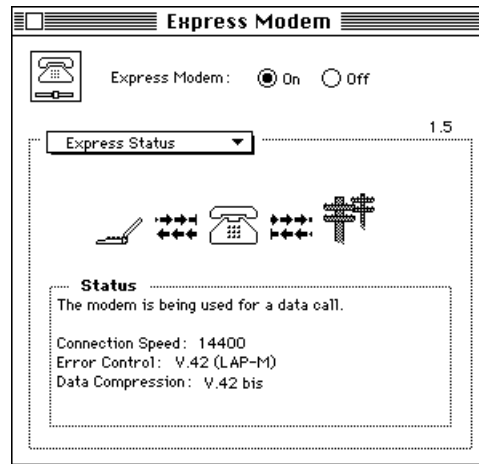 Express Modem
Express Modem: On Off
1.5
Express Status
Status
The modem is being used for a data call.
Connection Speed: 14400
Error Control: V.42 (LAP-M)
Data Compression: V.42 bis